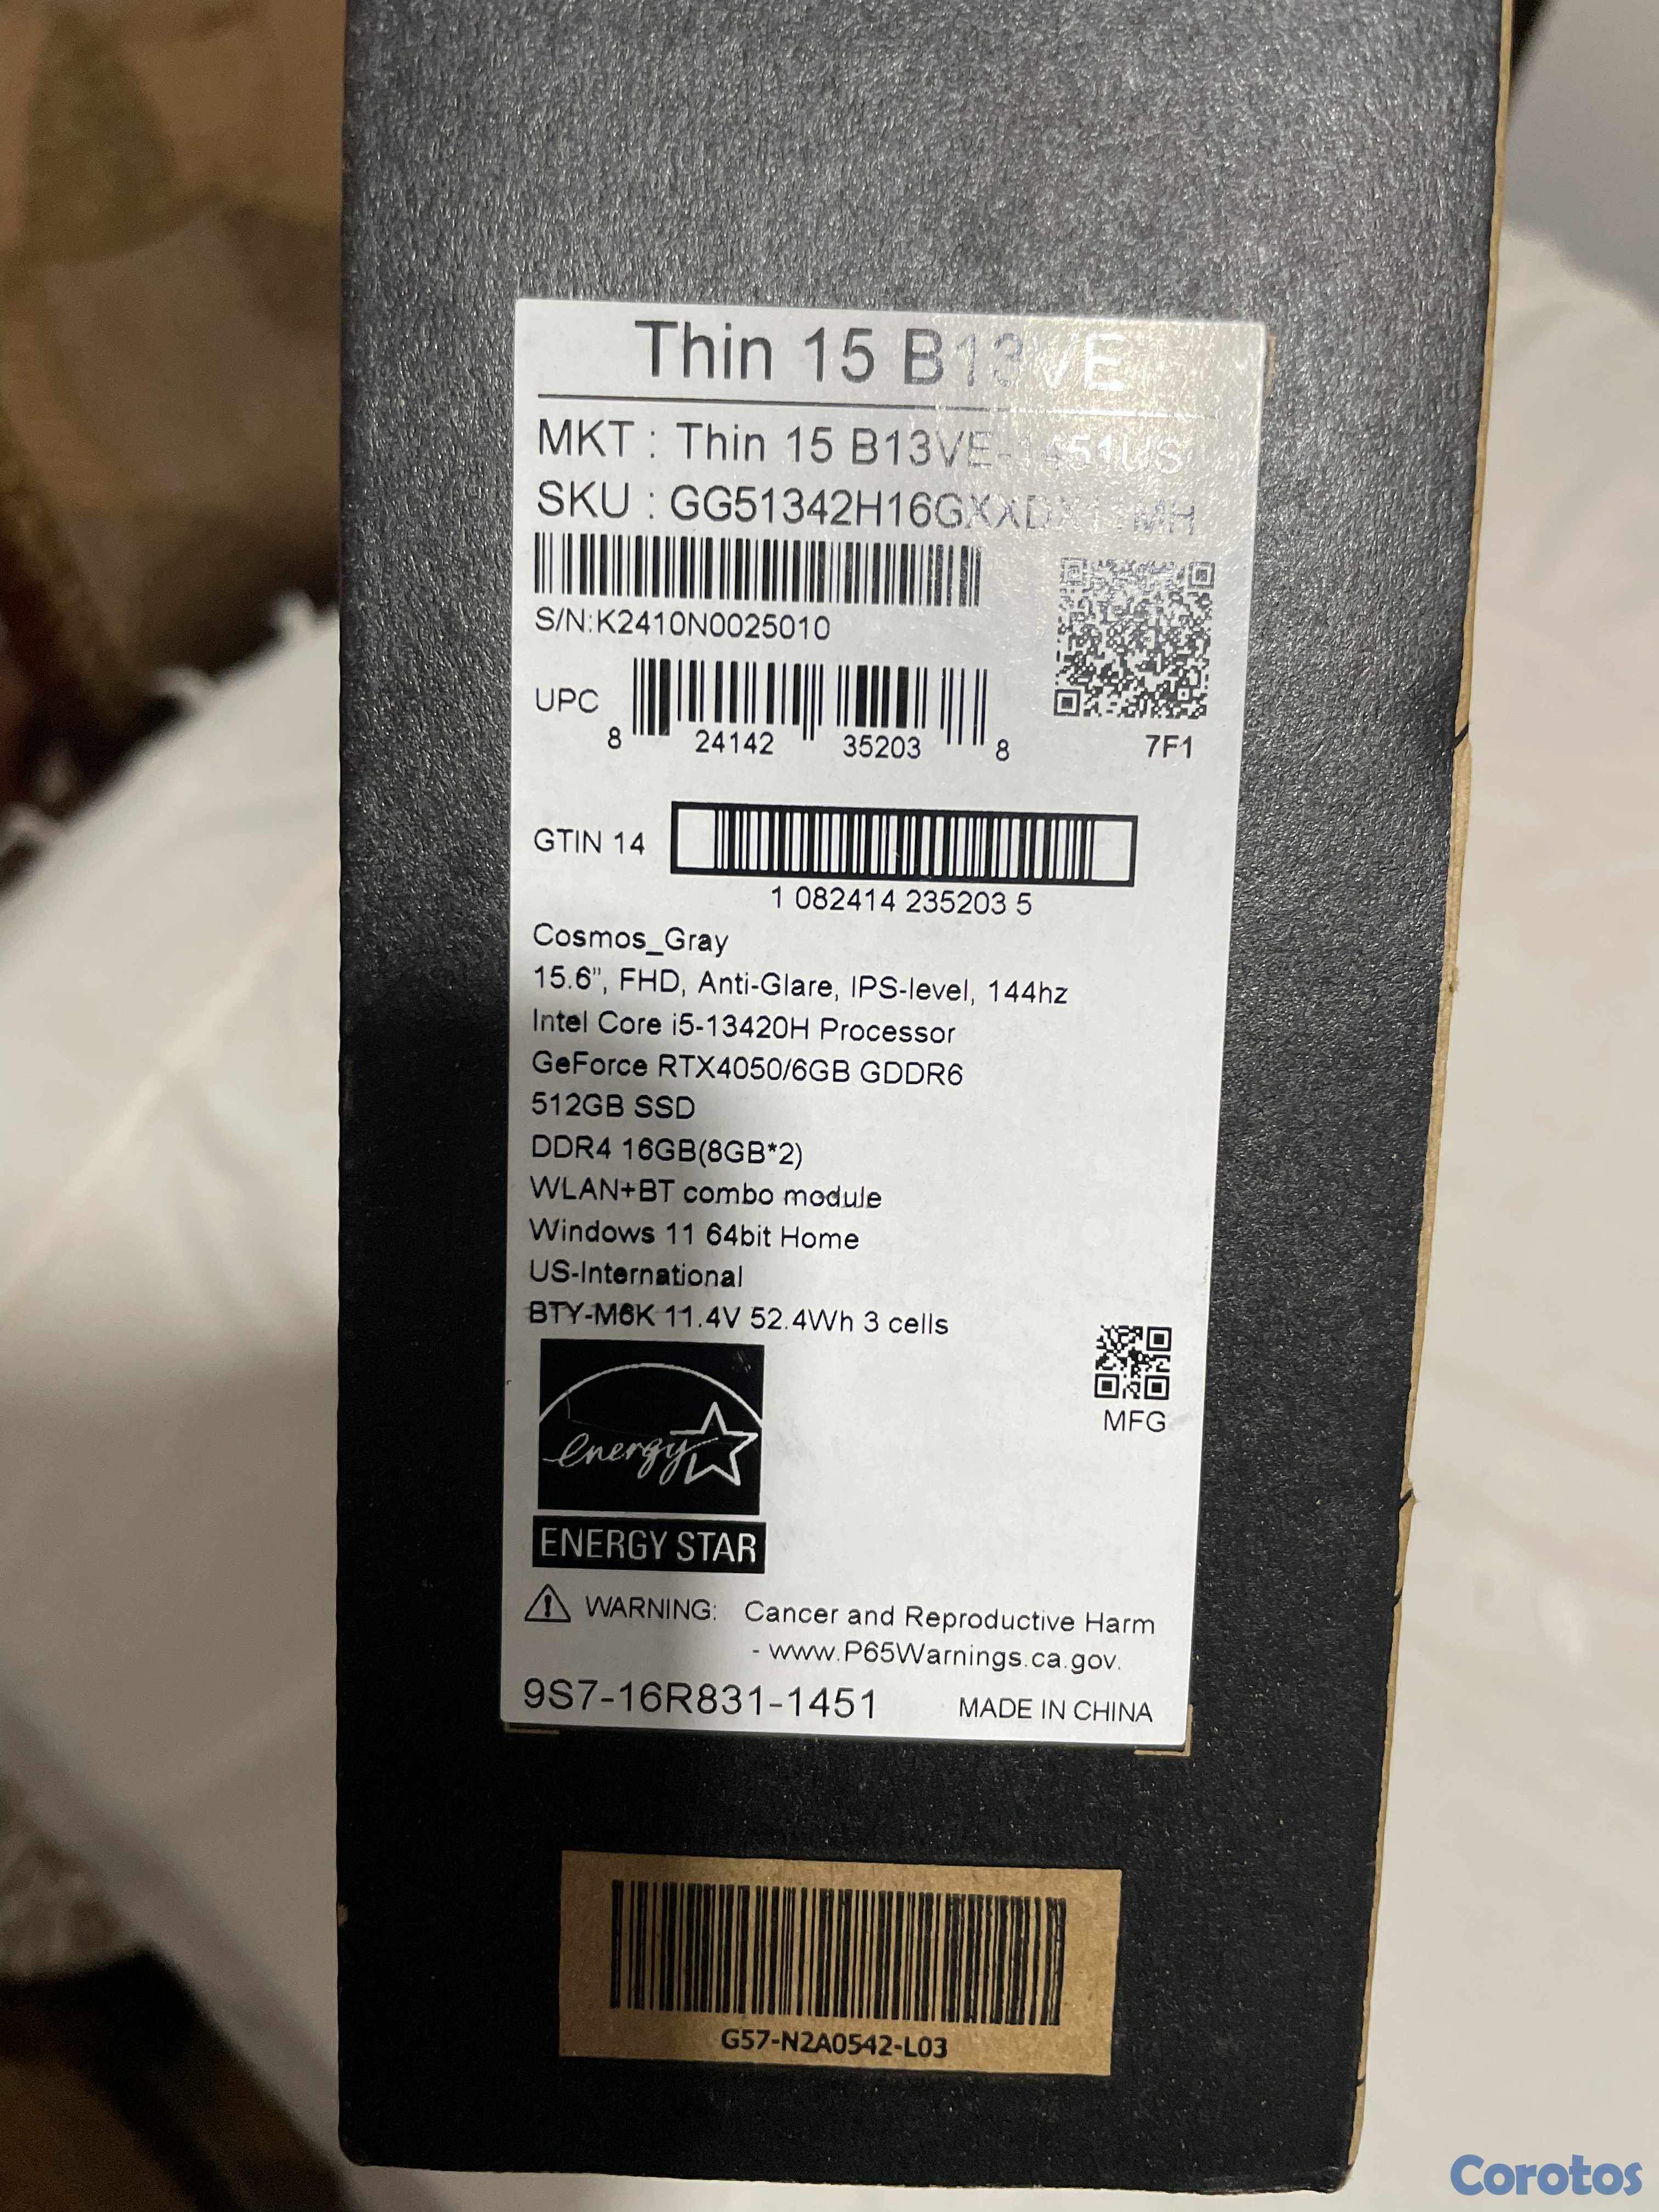 Thin 15 B13VE
MKT : Thin 15 B13VE-1451US
SKU : GG51342H16GXXDX11MH
S/N:K2410N0025010
UPC
8 24142 35203 8
7F1
GTIN 14
1 082414 235203 5
Cosmos_Gray
15.6", FHD, Anti-Glare, IPS-level, 144hz
Intel Core i5-13420H Processor
GeForce RTX4050/6GB GDDR6
512GB SSD
DDR4 16GB(8GB*2)
WLAN+BT combo module
Windows 11 64bit Home
US-International
BTY-M6K 11.4V 52.4Wh 3 cells
MFG
energy
ENERGY STAR
WARNING: Cancer and Reproductive Harm
- www.P65Warnings.ca.gov.
9S7-16R831-1451 MADE IN CHINA
G57-N2A0542-L03
Corotos